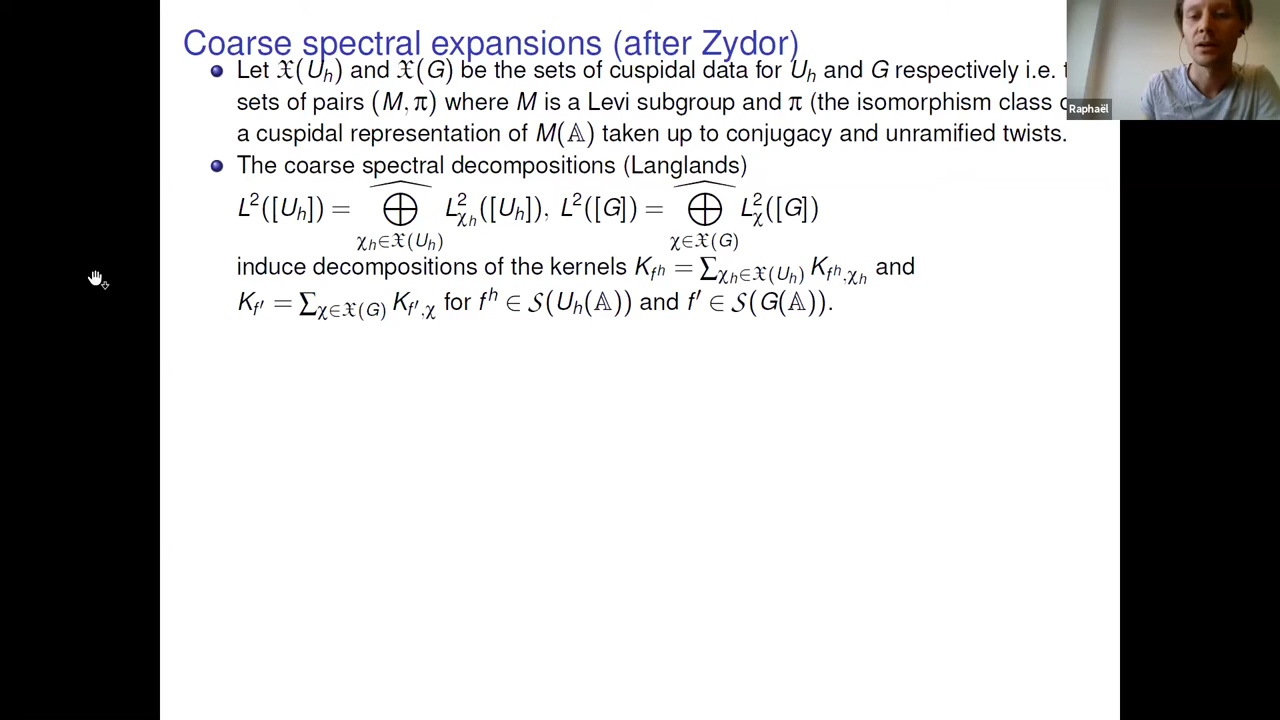 Coarse spectral expansions (after Zydor)
Let 𝔛(U_h) and 𝔛(G) be the sets of cuspidal data for U_h and G respectively i.e.
sets of pairs (M, π) where M is a Levi subgroup and π (the isomorphism class
a cuspidal representation of M(𝔸) taken up to conjugacy and unramified twists.
The coarse spectral decompositions (Langlands)
L²([U_h]) = ⨁̂_{χ_h∈𝔛(U_h)} L²_{χ_h}([U_h]), L²([G]) = ⨁̂_{χ∈𝔛(G)} L²_χ([G])
induce decompositions of the kernels K_{f^h} = ∑_{χ_h∈𝔛(U_h)} K_{f^h,χ_h} and
K_{f'} = ∑_{χ∈𝔛(G)} K_{f',χ} for f^h ∈ 𝒮(U_h(𝔸)) and f' ∈ 𝒮(G(𝔸)).
Raphaël